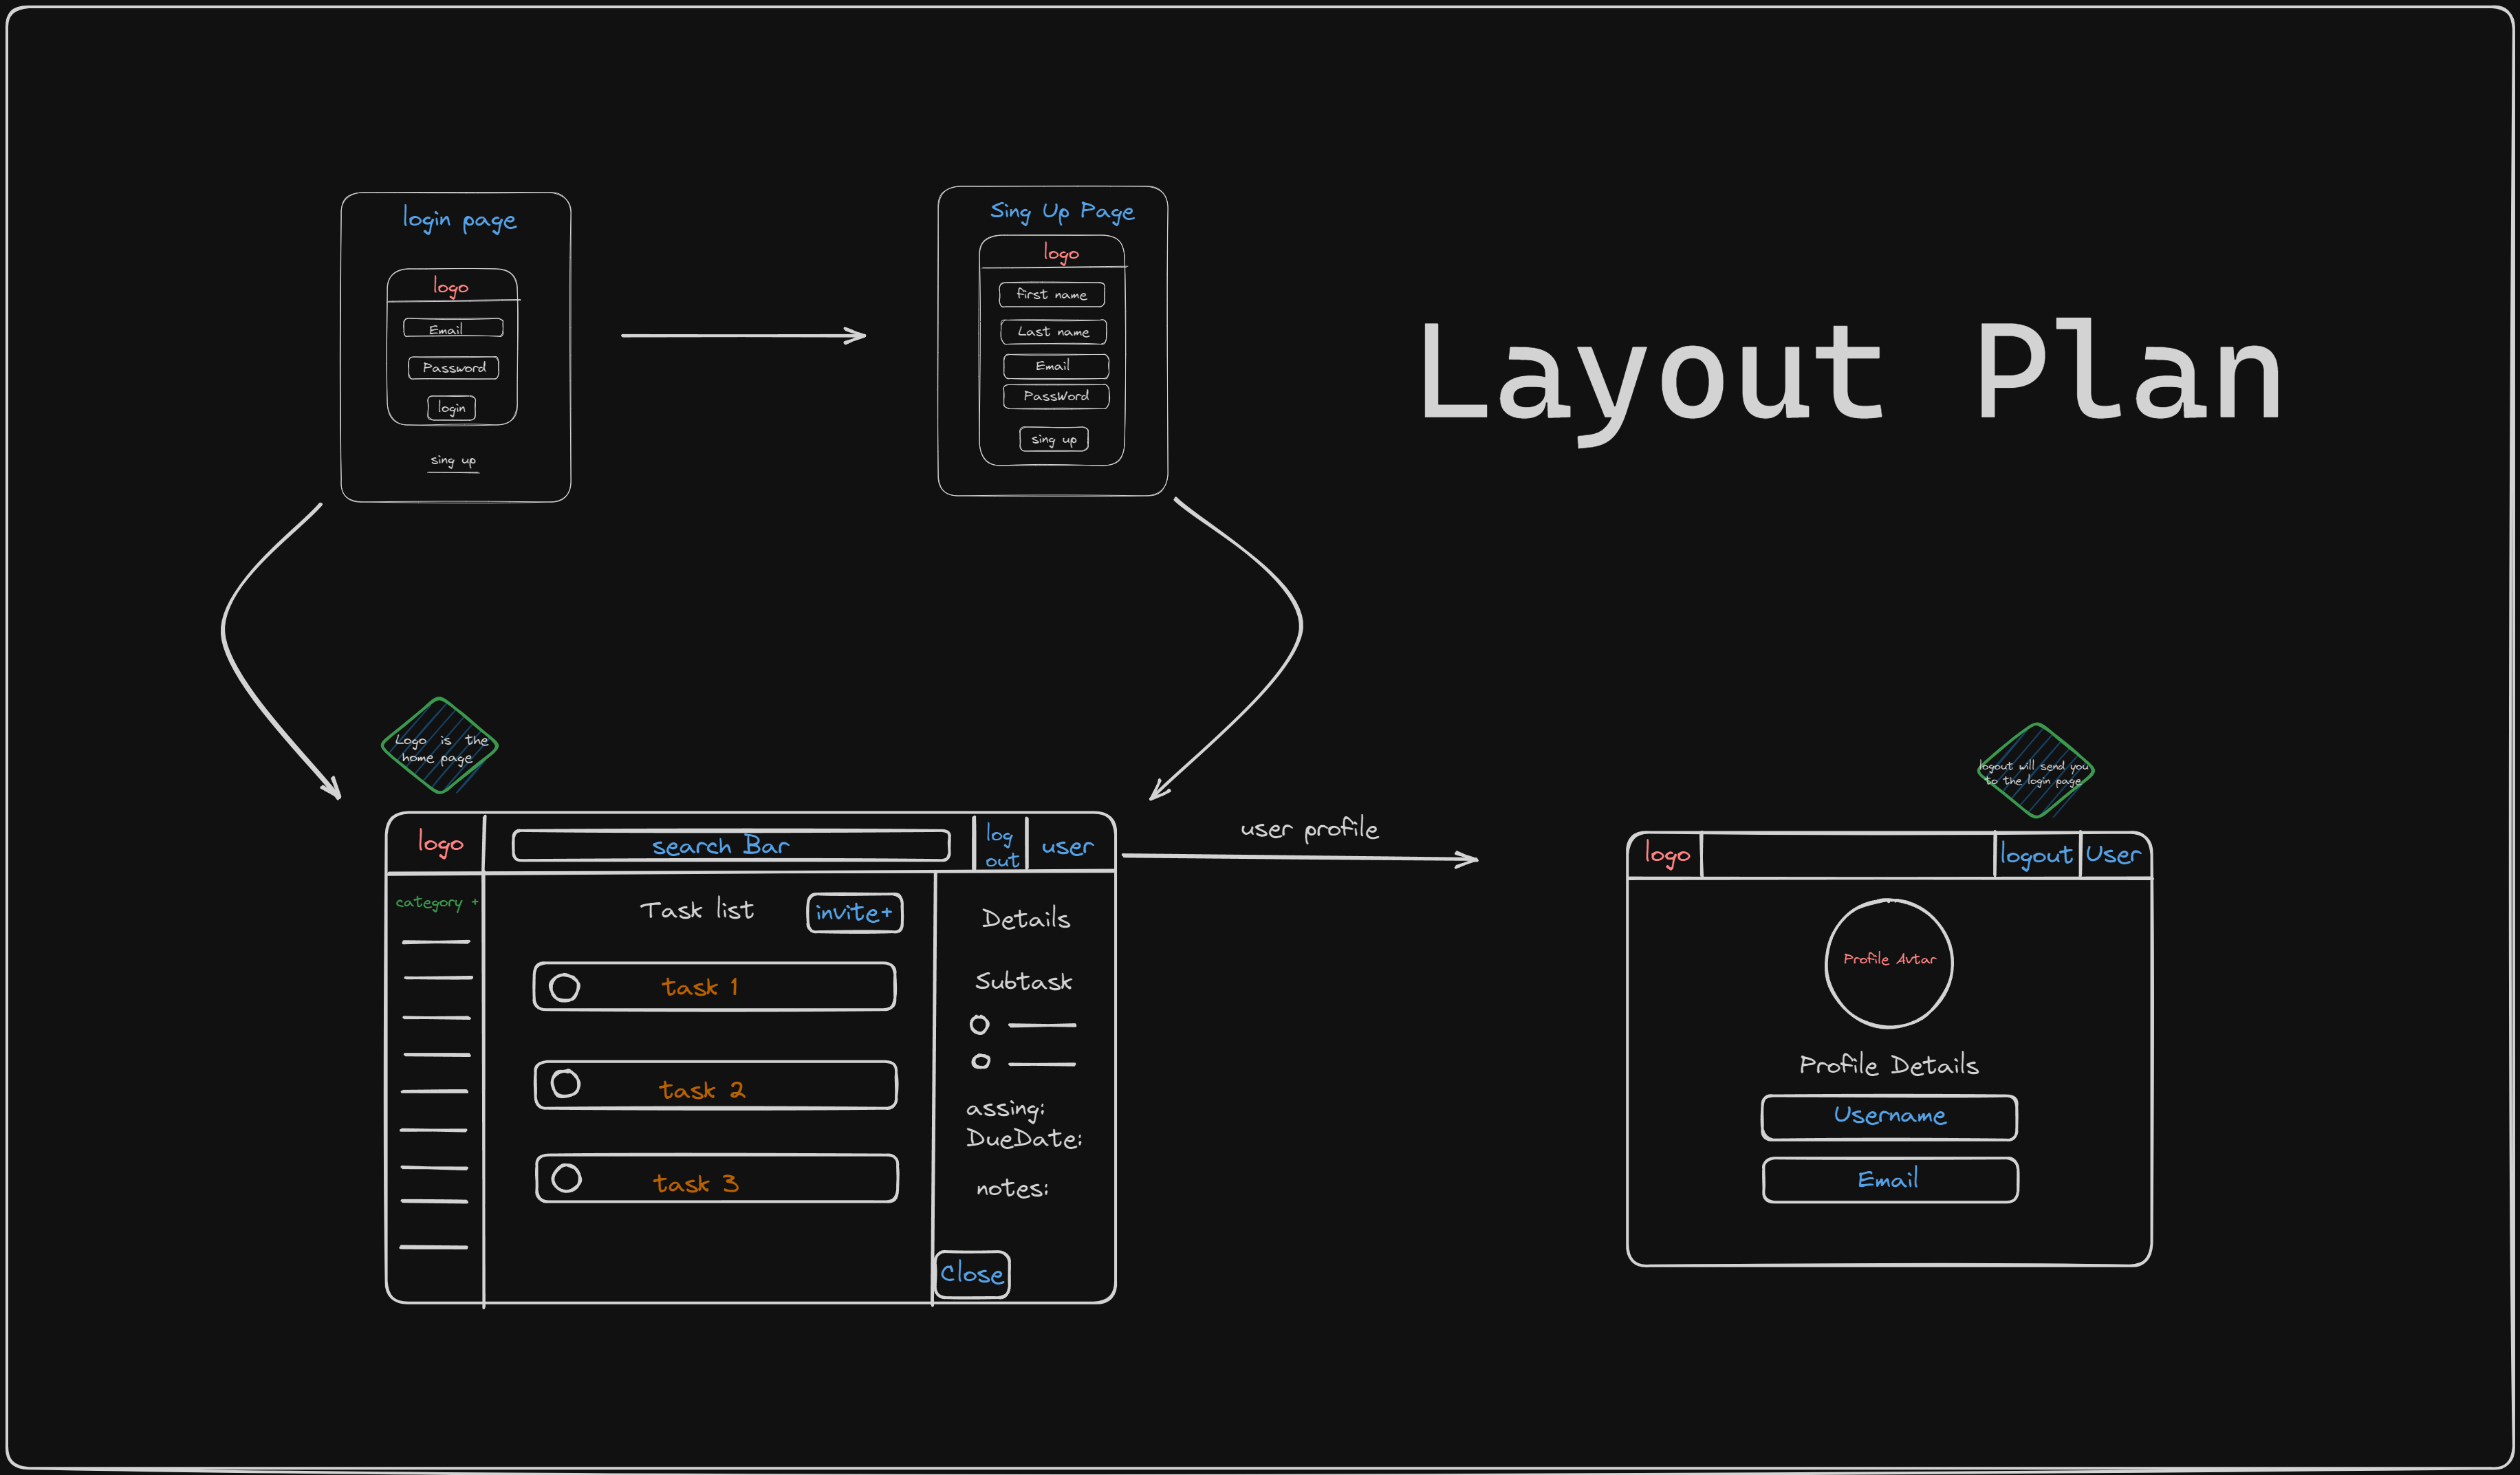 login page
logo
Email
Password
login
sing up
Sing Up Page
logo
first name
Last name
Email
PassWord
sing up
Layout Plan
Logo is the
home page
logo
search Bar
log
out
user
category +
Task list
invite+
task 1
task 2
task 3
Details
Subtask
assing:
DueDate:
notes:
Close
user profile
logout will send you
to the login page
logo
logout
User
Profile Avtar
Profile Details
Username
Email